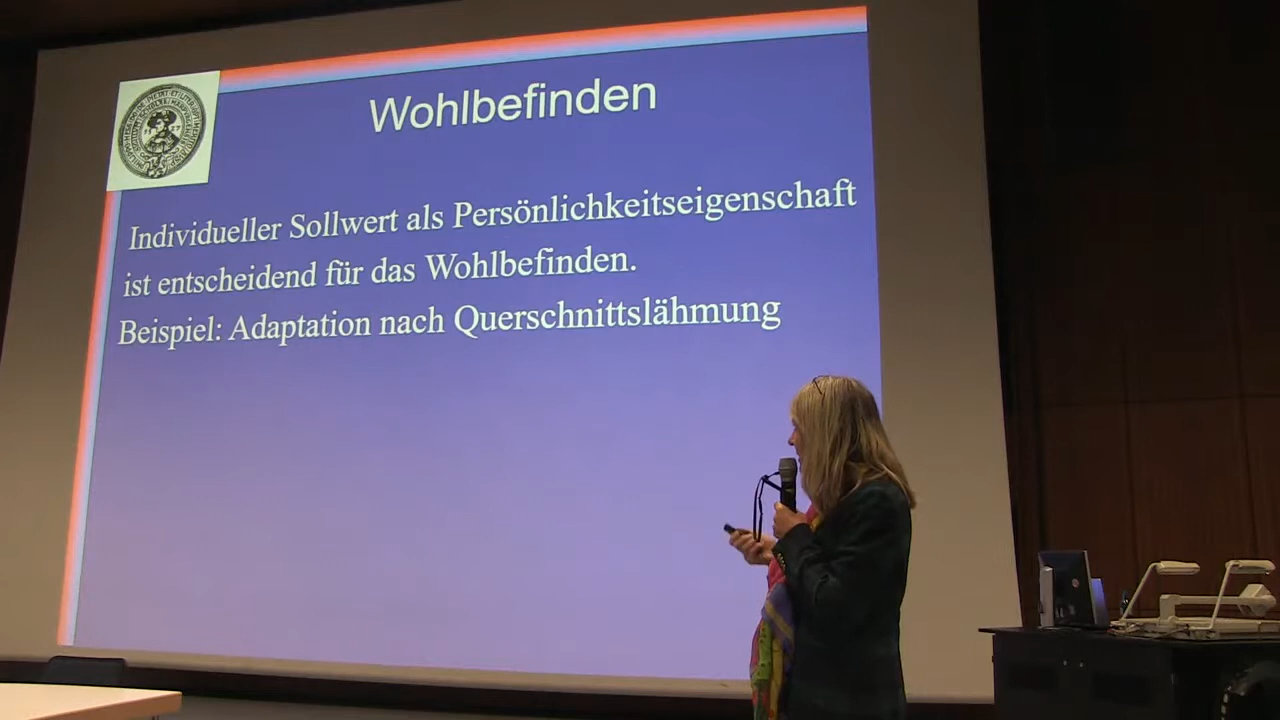 Wohlbefinden
Individueller Sollwert als Persönlichkeitseigenschaft
ist entscheidend für das Wohlbefinden.
Beispiel: Adaptation nach Querschnittslähmung